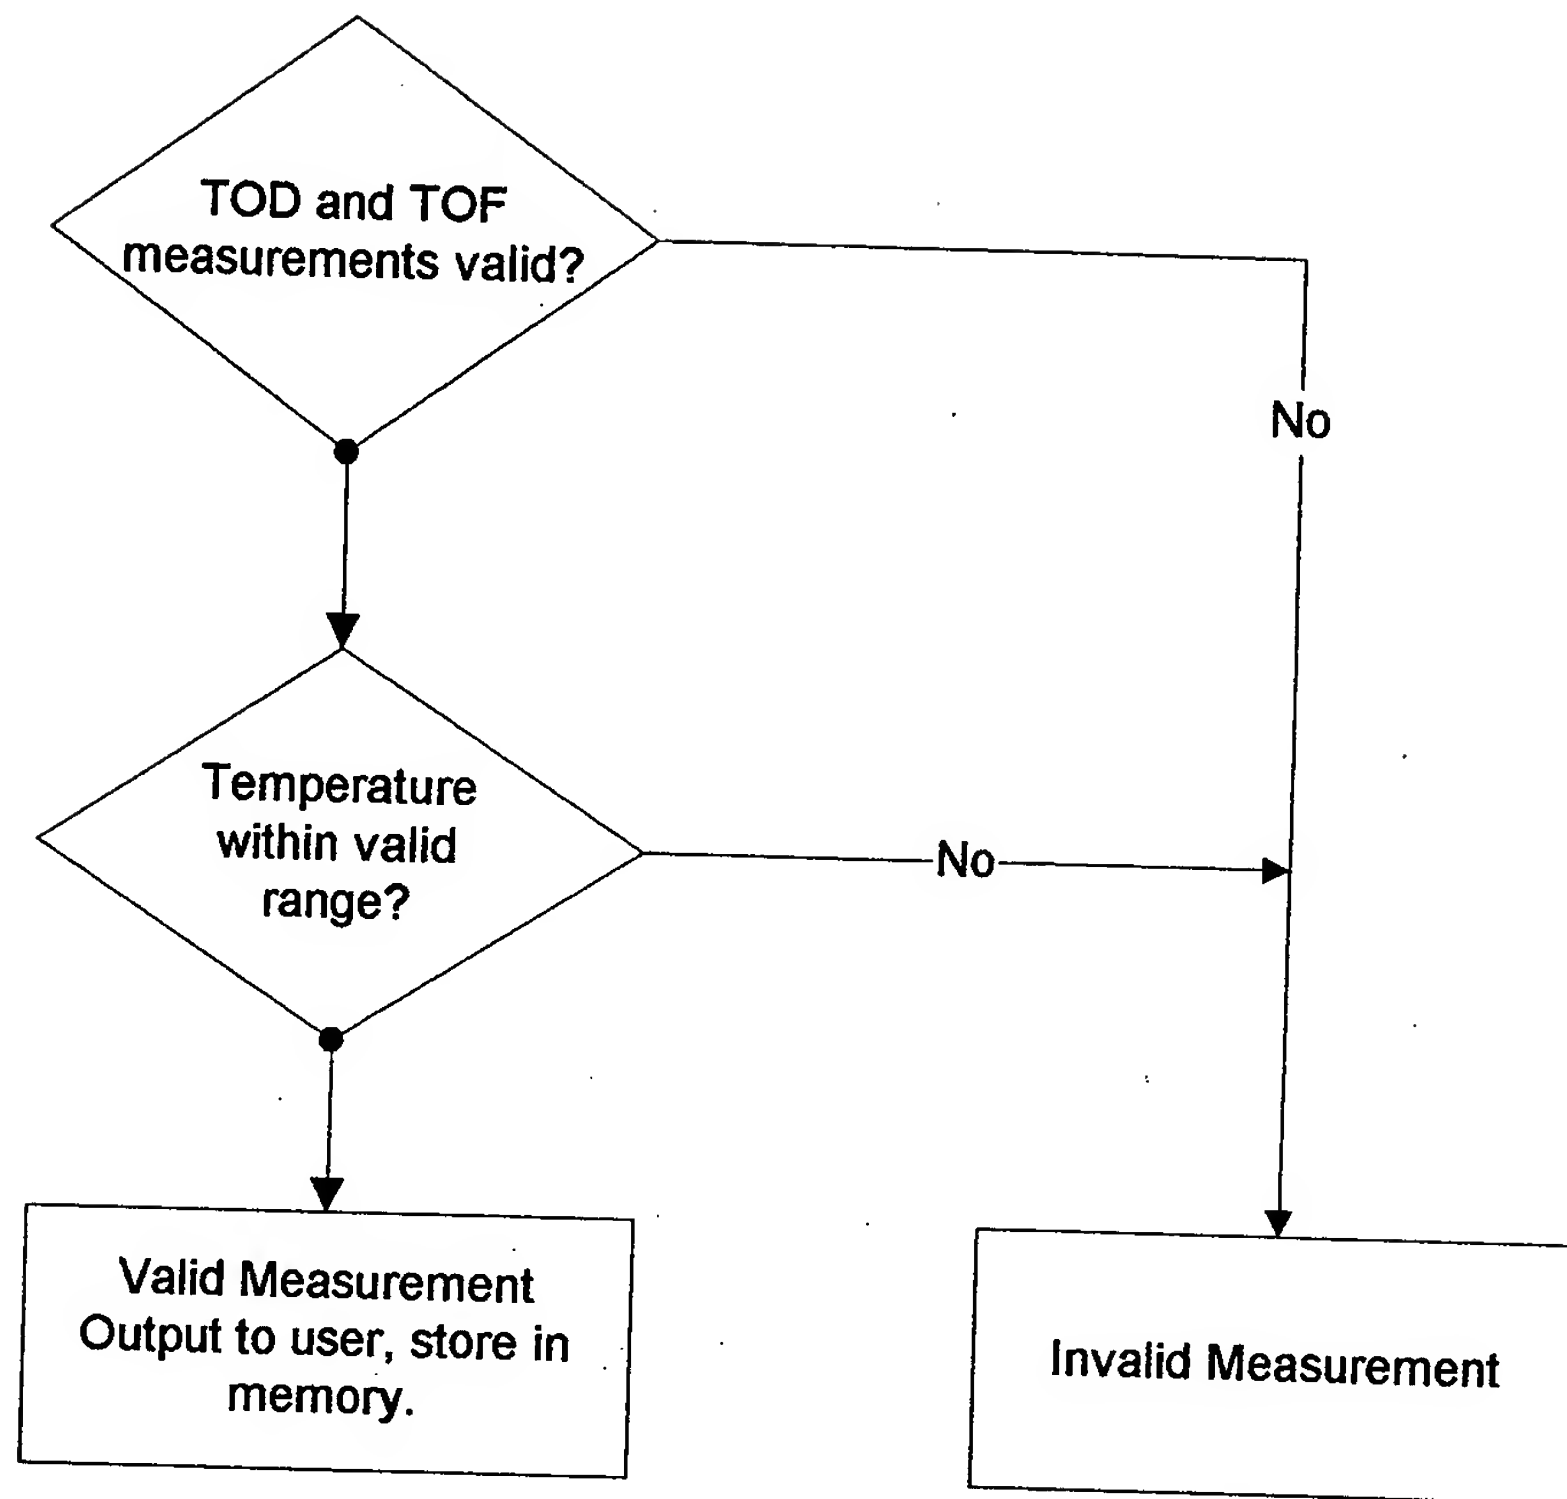 TOD and TOF
measurements valid?
No
Temperature
within valid
range?
No
Valid Measurement
Output to user, store in
memory.
Invalid Measurement